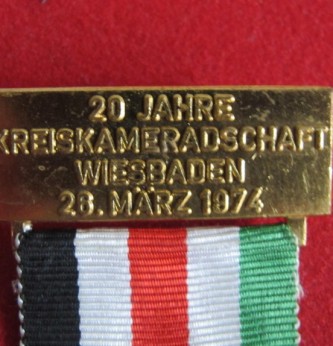 20 JAHRE
KREISKAMERADSCHAFT
WIESBADEN
26. MÄRZ 1974